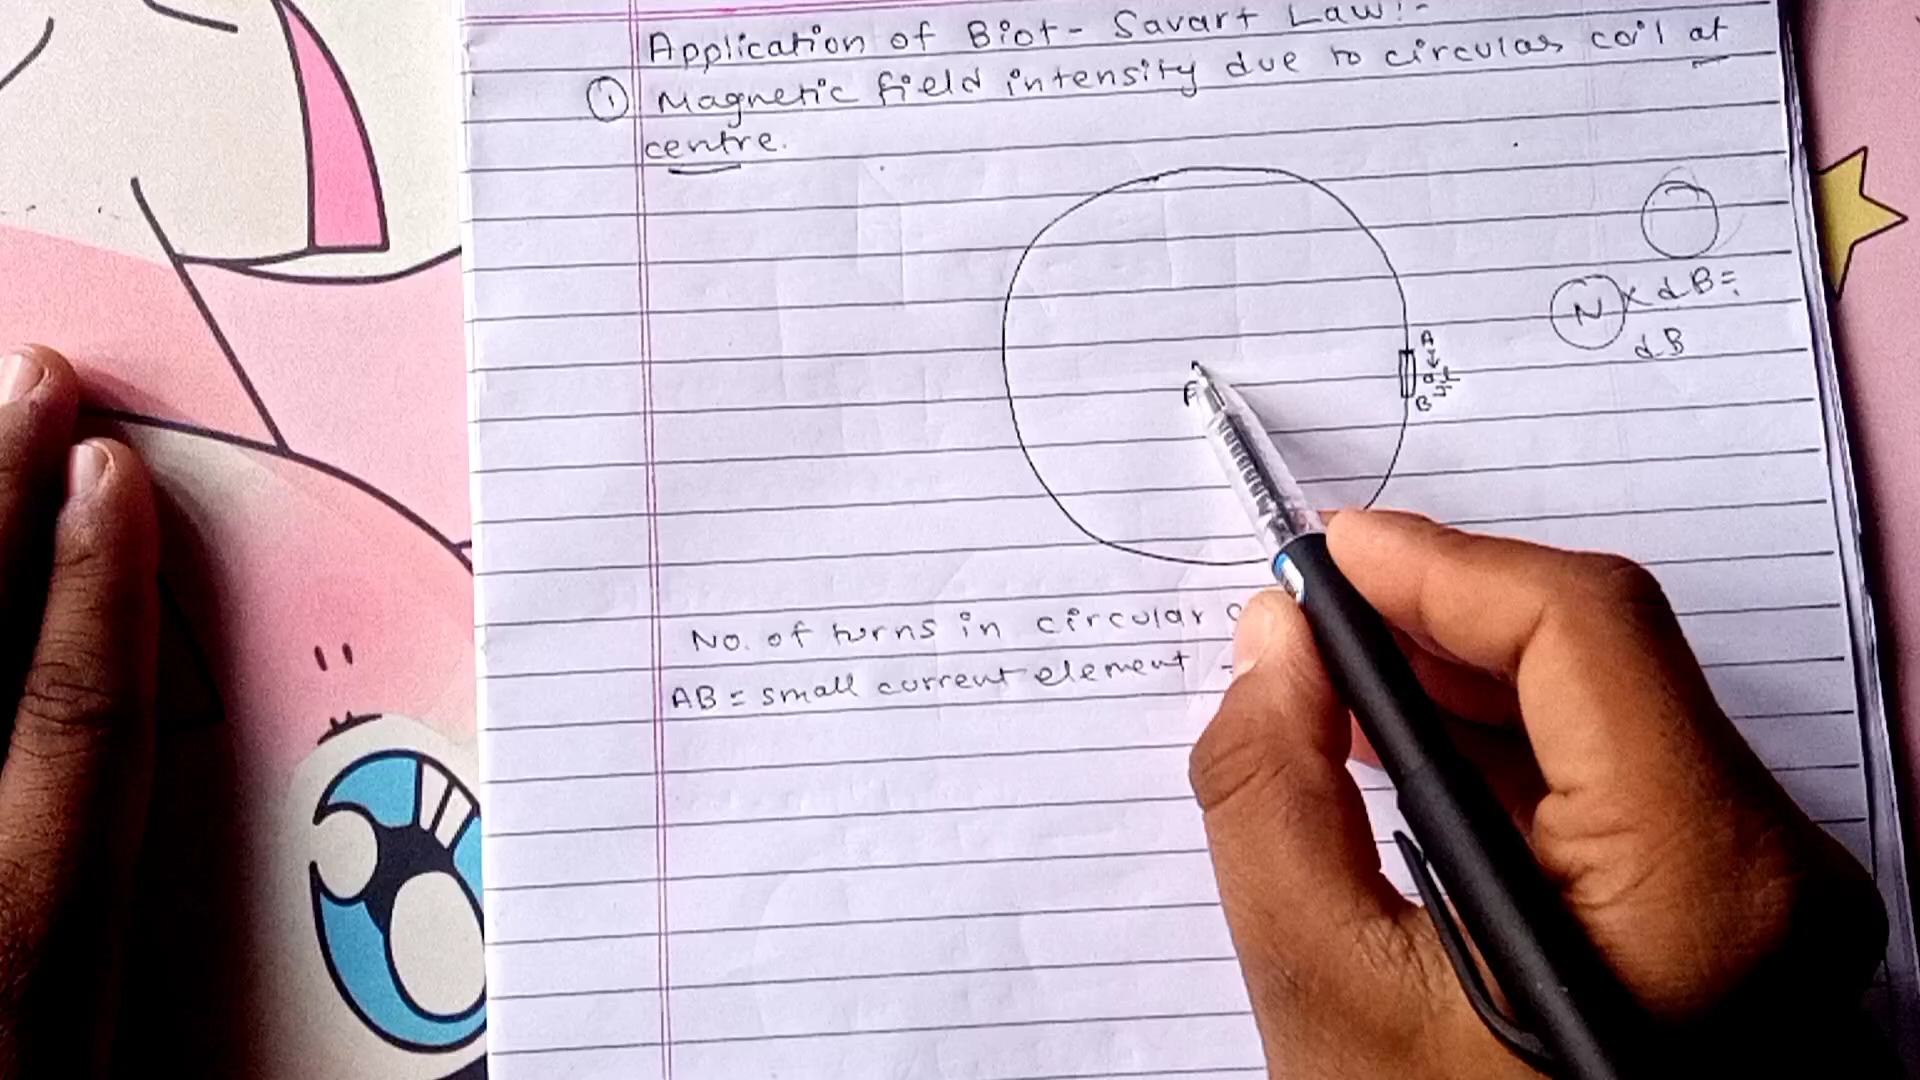 Application of Biot - Savart Law:-
① Magnetic field intensity due to circular coil at
centre.
N × dB =
dB
A
dl
B
P
No. of turns in circular
AB = small current element